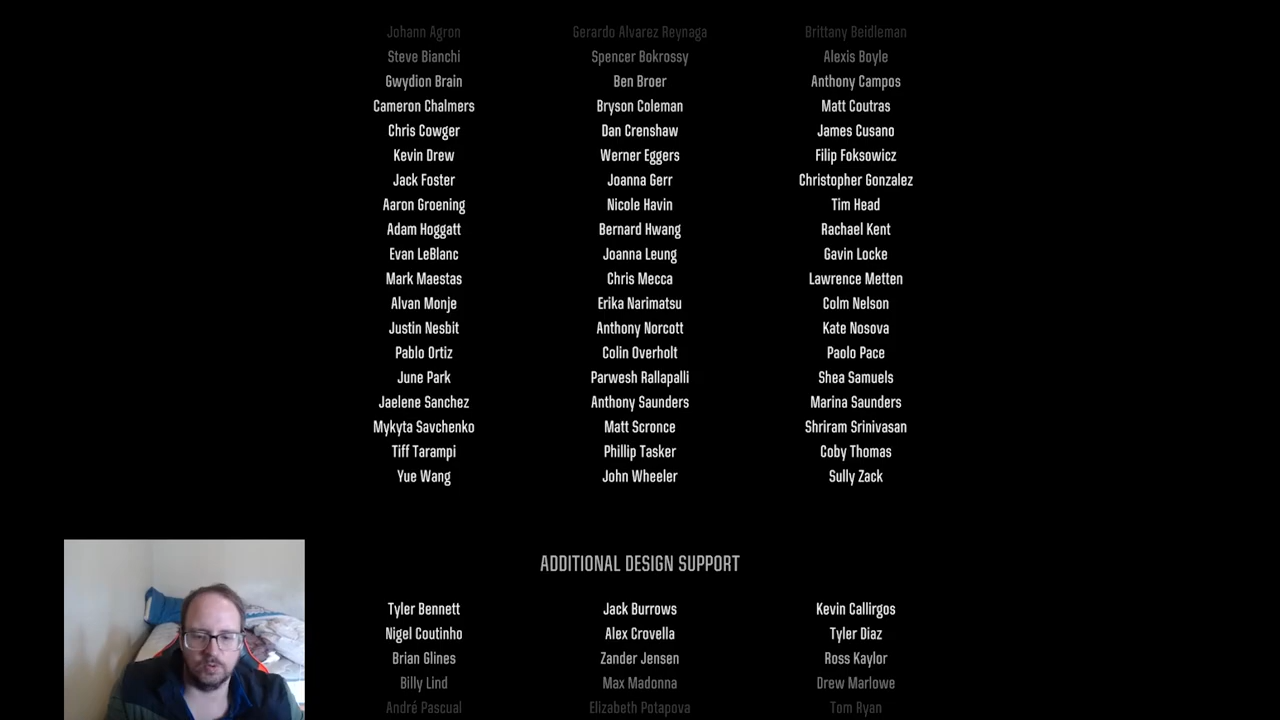 Johann Agron Gerardo Alvarez Reynaga Brittany Beidleman
Steve Bianchi Spencer Bokrossy Alexis Boyle
Gwydion Brain Ben Broer Anthony Campos
Cameron Chalmers Bryson Coleman Matt Coutras
Chris Cowger Dan Crenshaw James Cusano
Kevin Drew Werner Eggers Filip Foksowicz
Jack Foster Joanna Gerr Christopher Gonzalez
Aaron Groening Nicole Havin Tim Head
Adam Hoggatt Bernard Hwang Rachael Kent
Evan LeBlanc Joanna Leung Gavin Locke
Mark Maestas Chris Mecca Lawrence Metten
Alvan Monje Erika Narimatsu Colm Nelson
Justin Nesbit Anthony Norcott Kate Nosova
Pablo Ortiz Colin Overholt Paolo Pace
June Park Parwesh Rallapalli Shea Samuels
Jaelene Sanchez Anthony Saunders Marina Saunders
Mykyta Savchenko Matt Scronce Shriram Srinivasan
Tiff Tarampi Phillip Tasker Coby Thomas
Yue Wang John Wheeler Sully Zack
ADDITIONAL DESIGN SUPPORT
Tyler Bennett Jack Burrows Kevin Callirgos
Nigel Coutinho Alex Crovella Tyler Diaz
Brian Glines Zander Jensen Ross Kaylor
Billy Lind Max Madonna Drew Marlowe
André Pascual Elizabeth Potapova Tom Ryan